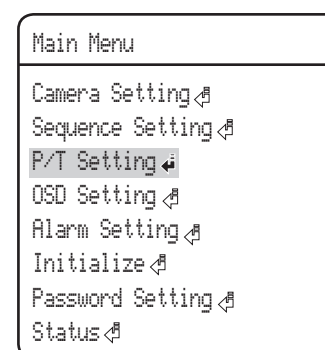 Main Menu
Camera Setting
Sequence Setting
P/T Setting
OSD Setting
Alarm Setting
Initialize
Password Setting
Status